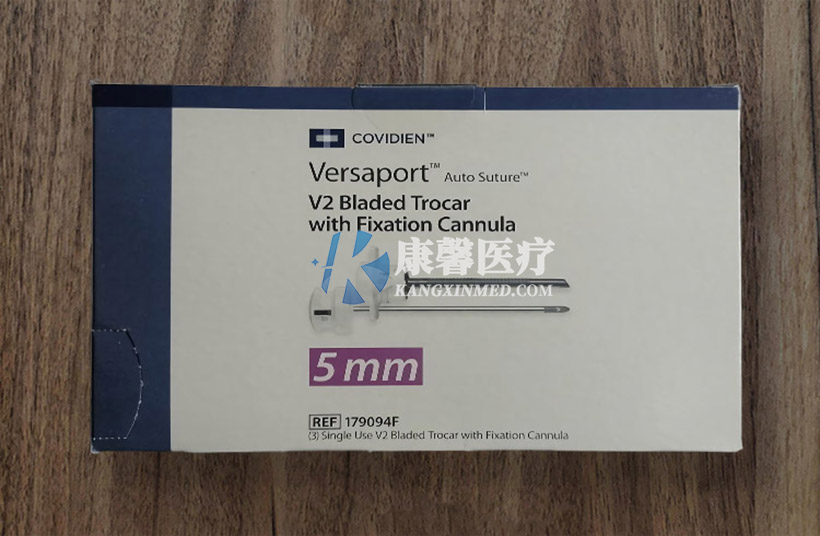 COVIDIEN™
Versaport™ Auto Suture™
V2 Bladed Trocar
with Fixation Cannula
康馨医疗
KANGXINMED.COM
5 mm
REF 179094F
(3) Single Use V2 Bladed Trocar with Fixation Cannula